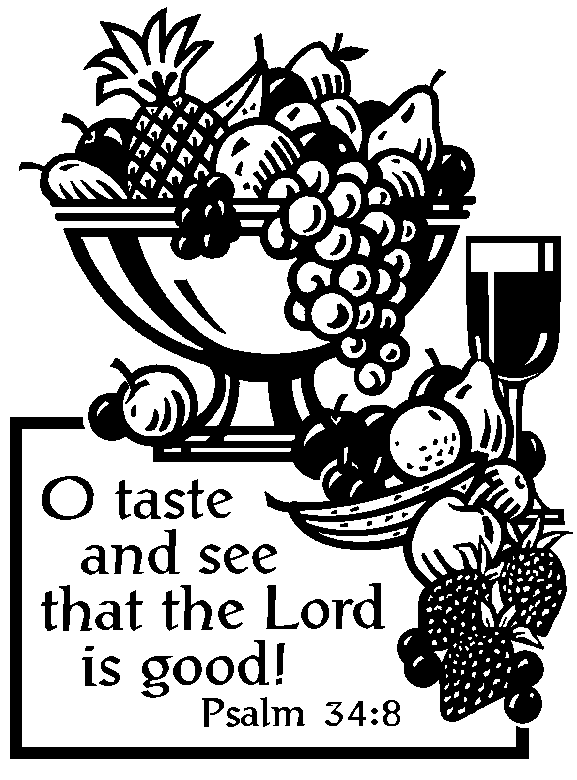 O taste
and see
that the Lord
is good!
Psalm 34:8